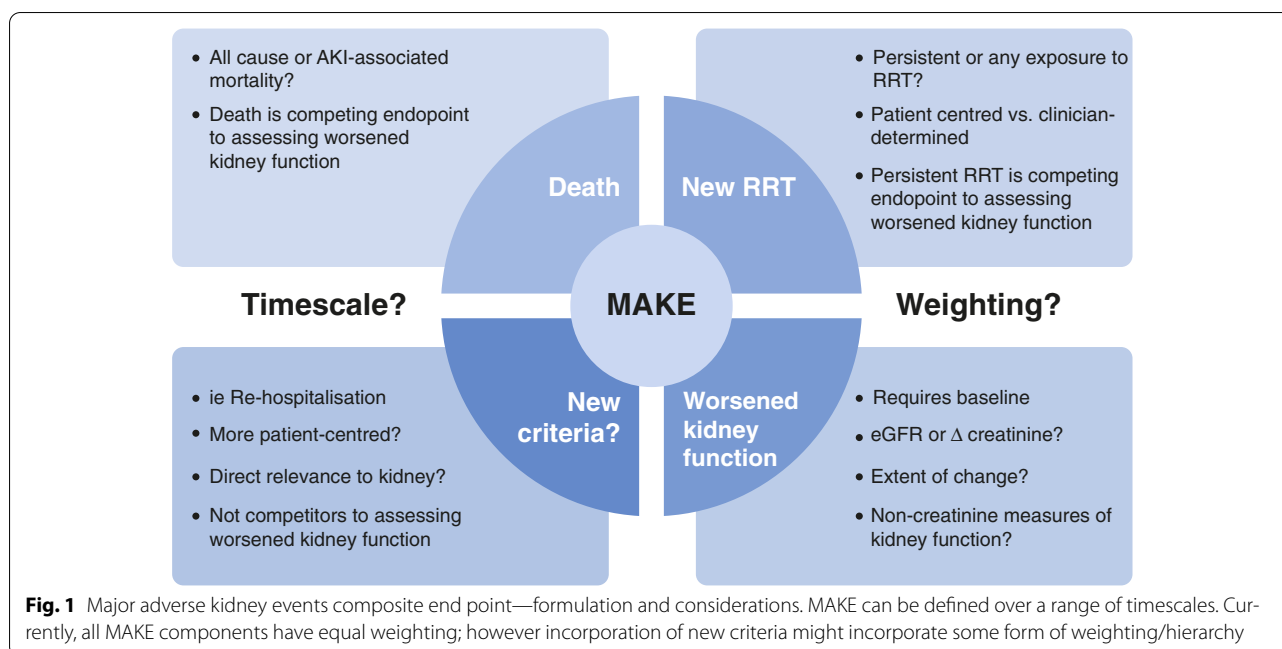 • All cause or AKI-associated
mortality?
• Death is competing endpoint
to assessing worsened
kidney function
• Persistent or any exposure to
RRT?
• Patient centred vs. clinician-
determined
• Persistent RRT is competing
endpoint to assessing
worsened kidney function
Death
New RRT
Timescale?
MAKE
Weighting?
New
criteria?
Worsened
kidney
function
• ie Re-hospitalisation
• More patient-centred?
• Direct relevance to kidney?
• Not competitors to assessing
worsened kidney function
• Requires baseline
• eGFR or Δ creatinine?
• Extent of change?
• Non-creatinine measures of
kidney function?
Fig. 1 Major adverse kidney events composite end point—formulation and considerations. MAKE can be defined over a range of timescales. Cur-
rently, all MAKE components have equal weighting; however incorporation of new criteria might incorporate some form of weighting/hierarchy